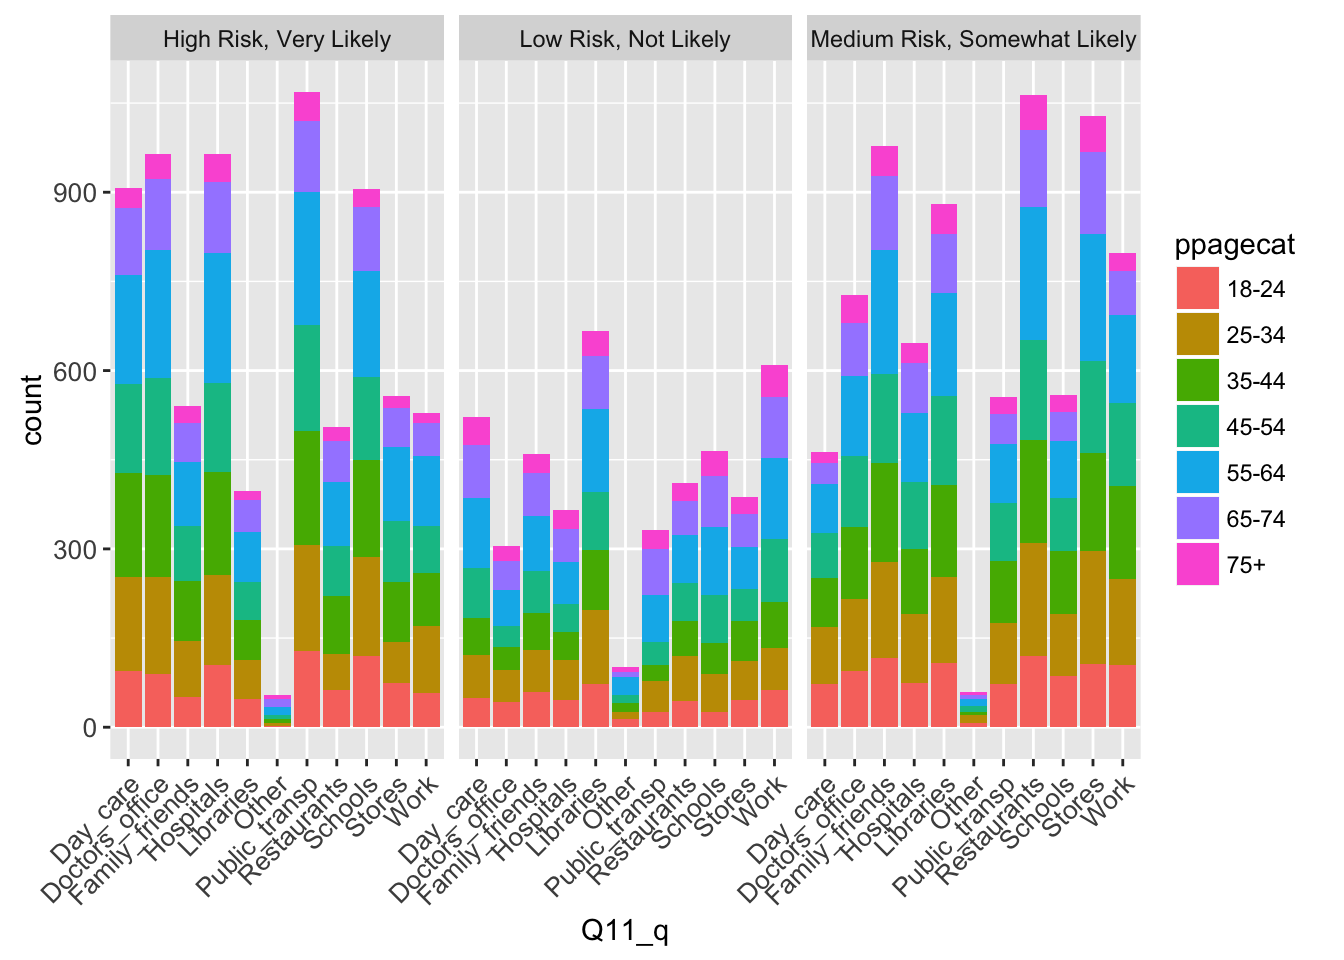 High Risk, Very Likely
Low Risk, Not Likely
Medium Risk, Somewhat Likely
count
900
600
300
0
Day_care
Doctors_office
Family_friends
Hospitals
Libraries
Other
Public_transp
Restaurants
Schools
Stores
Work
Day_care
Doctors_office
Family_friends
Hospitals
Libraries
Other
Public_transp
Restaurants
Schools
Stores
Work
Day_care
Doctors_office
Family_friends
Hospitals
Libraries
Other
Public_transp
Restaurants
Schools
Stores
Work
Q11_q
ppagecat
18-24
25-34
35-44
45-54
55-64
65-74
75+